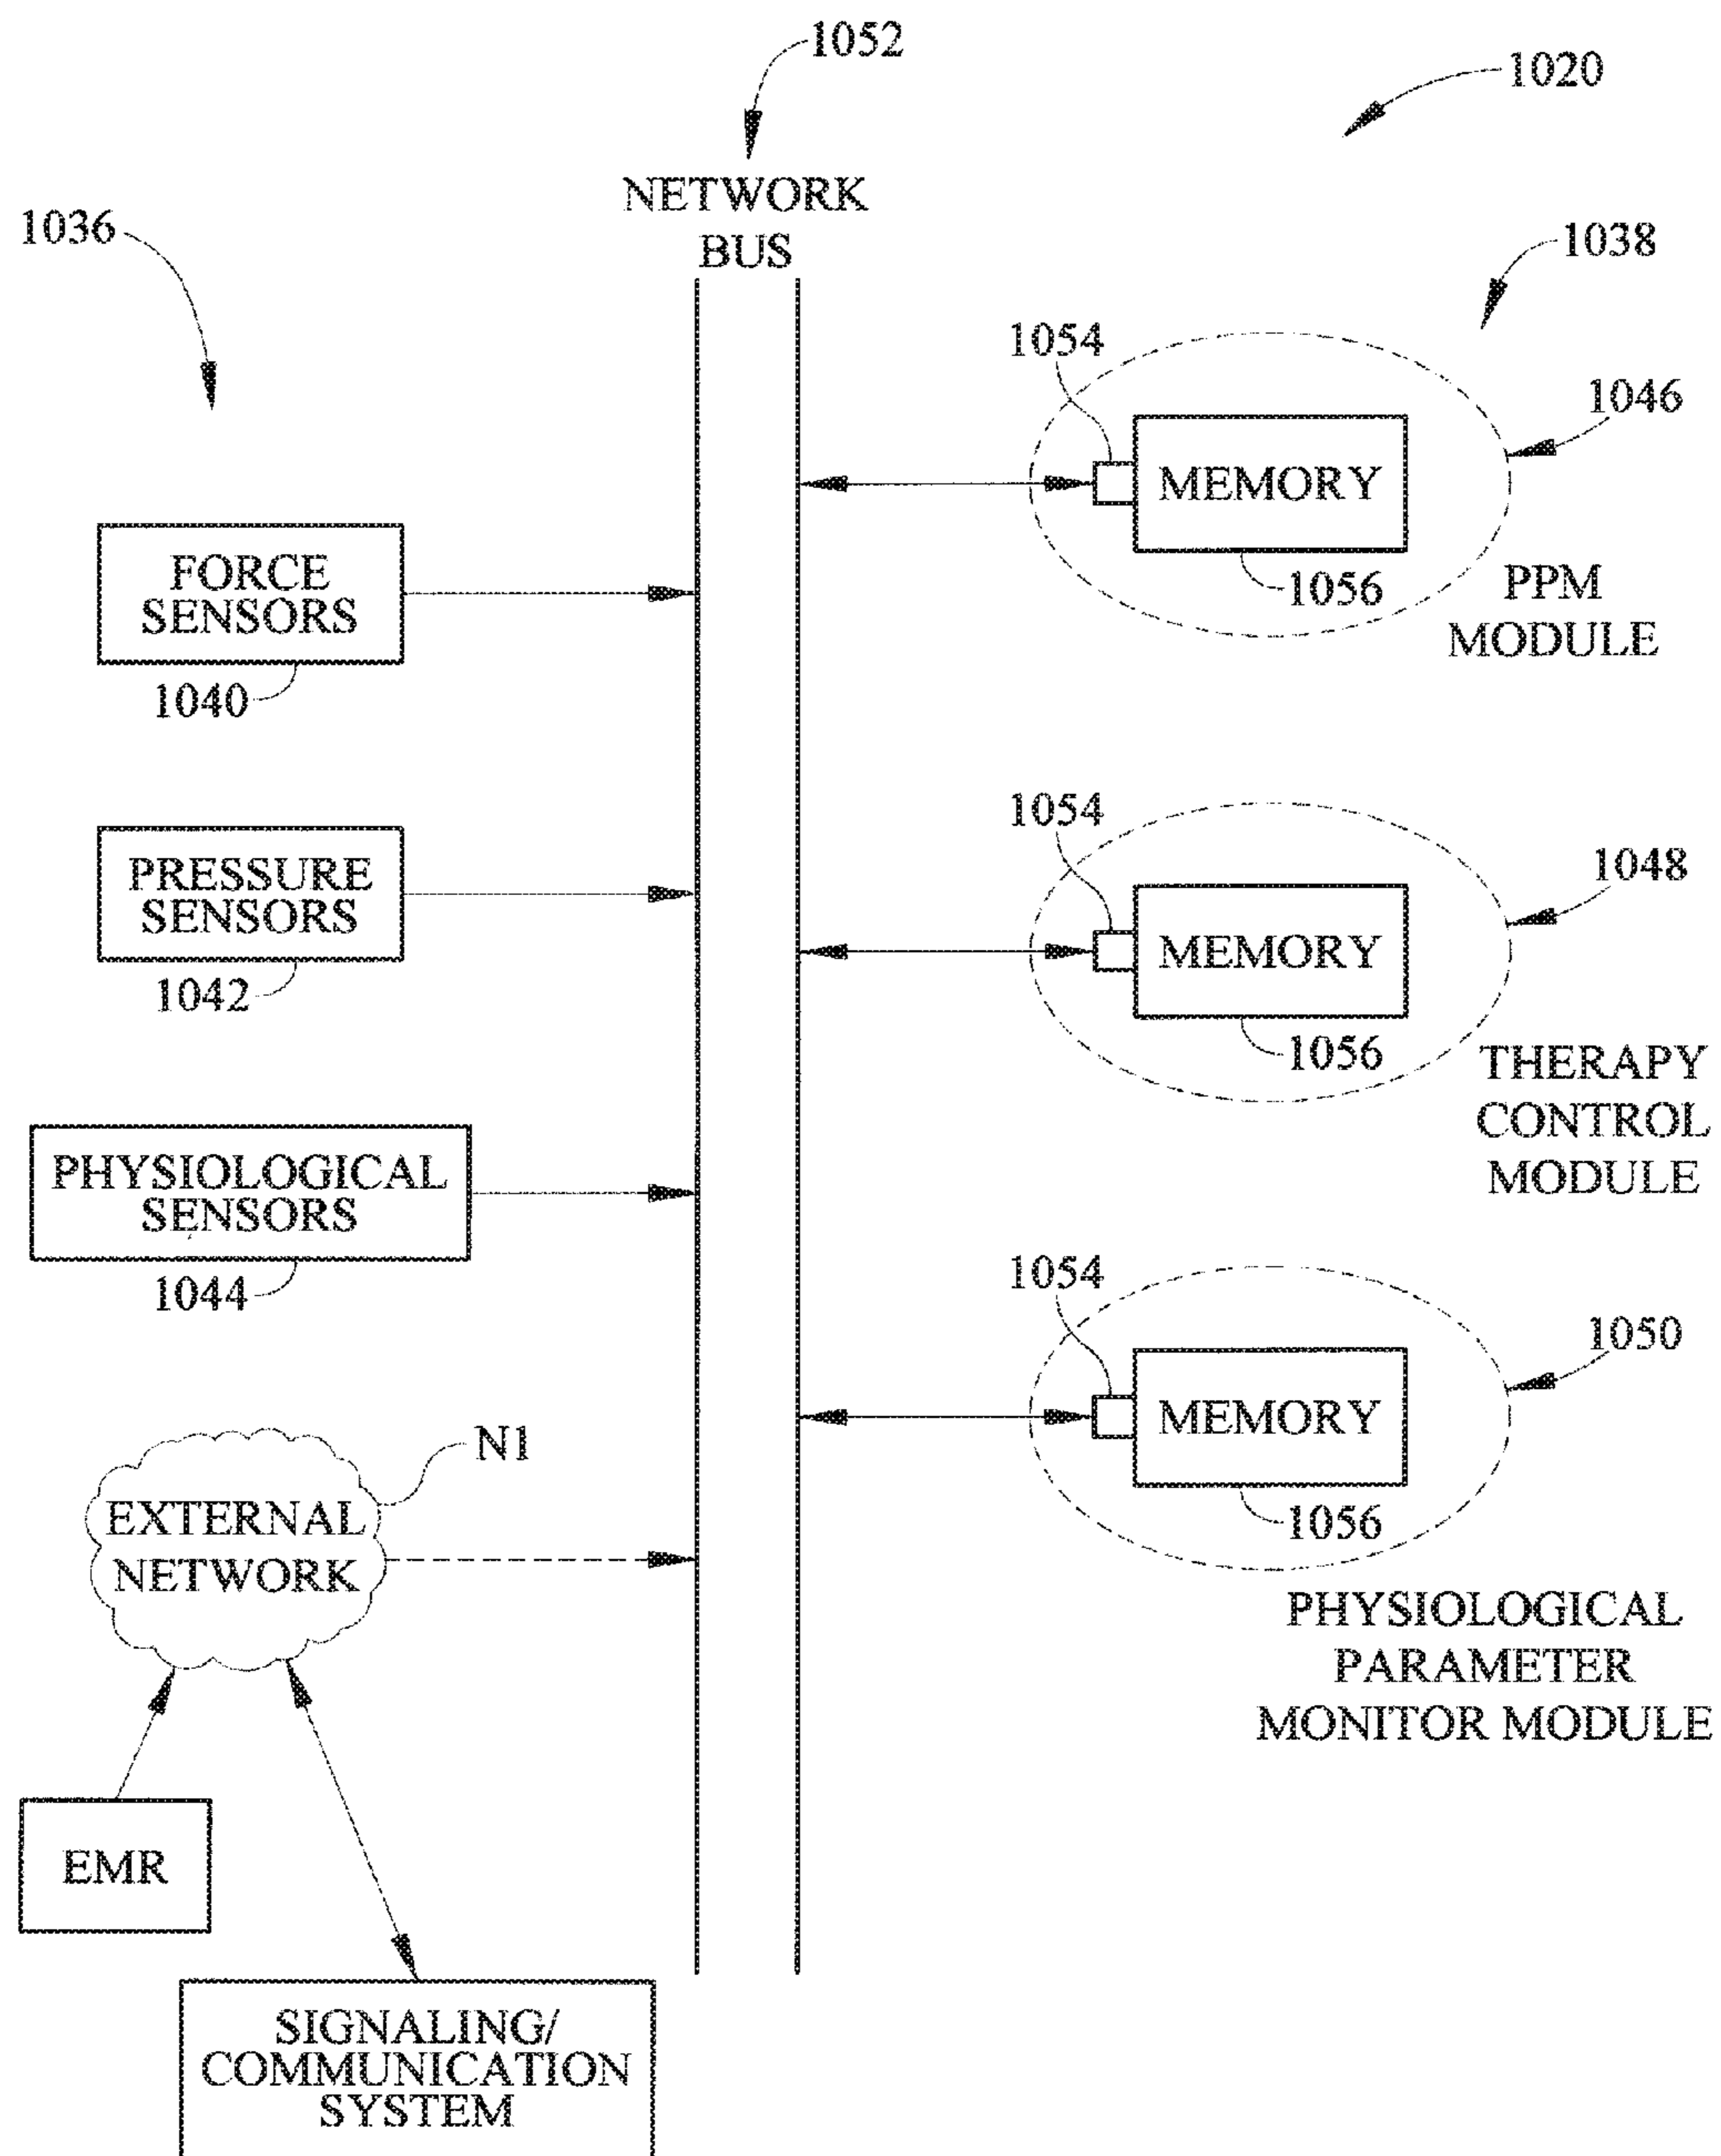 1052
1020
NETWORK
BUS
1036
1038
1054
1046
MEMORY
1056
PPM
MODULE
FORCE
SENSORS
1040
1054
1048
PRESSURE
SENSORS
1042
MEMORY
1056
THERAPY
CONTROL
MODULE
PHYSIOLOGICAL
SENSORS
1044
1054
1050
MEMORY
1056
N1
EXTERNAL
NETWORK
PHYSIOLOGICAL
PARAMETER
MONITOR MODULE
EMR
SIGNALING/
COMMUNICATION
SYSTEM